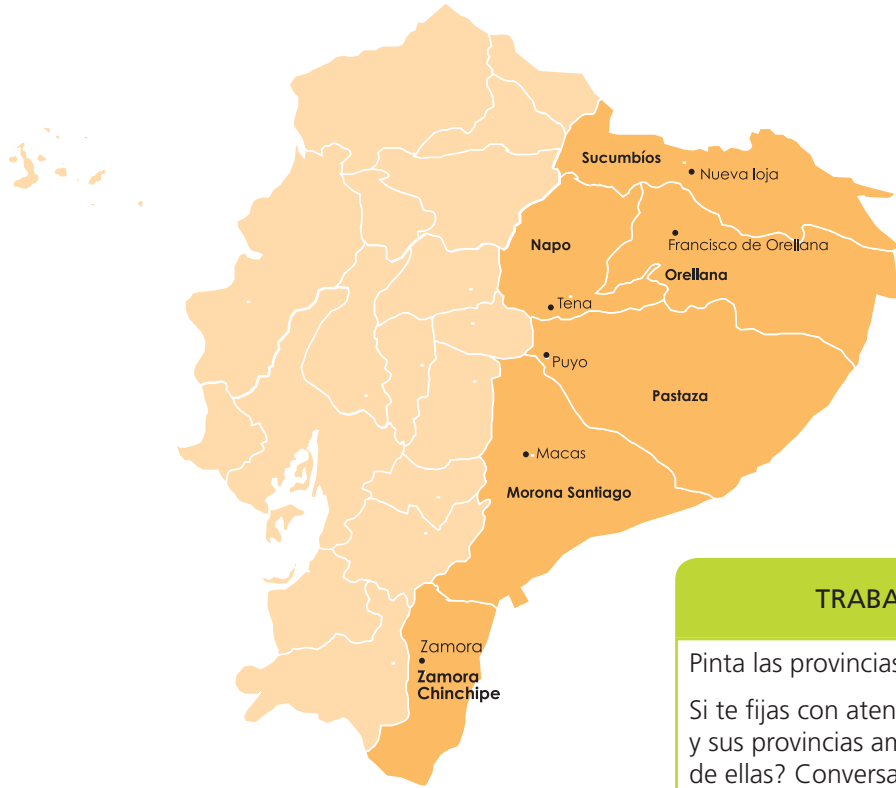 Sucumbíos
Nueva loja
Napo
Francisco de Orellana
Orellana
Tena
Puyo
Pastaza
Macas
Morona Santiago
Zamora
Zamora
Chinchipe
TRABA
Pinta las provincias
Si te fijas con aten
y sus provincias am
de ellas? Conversa